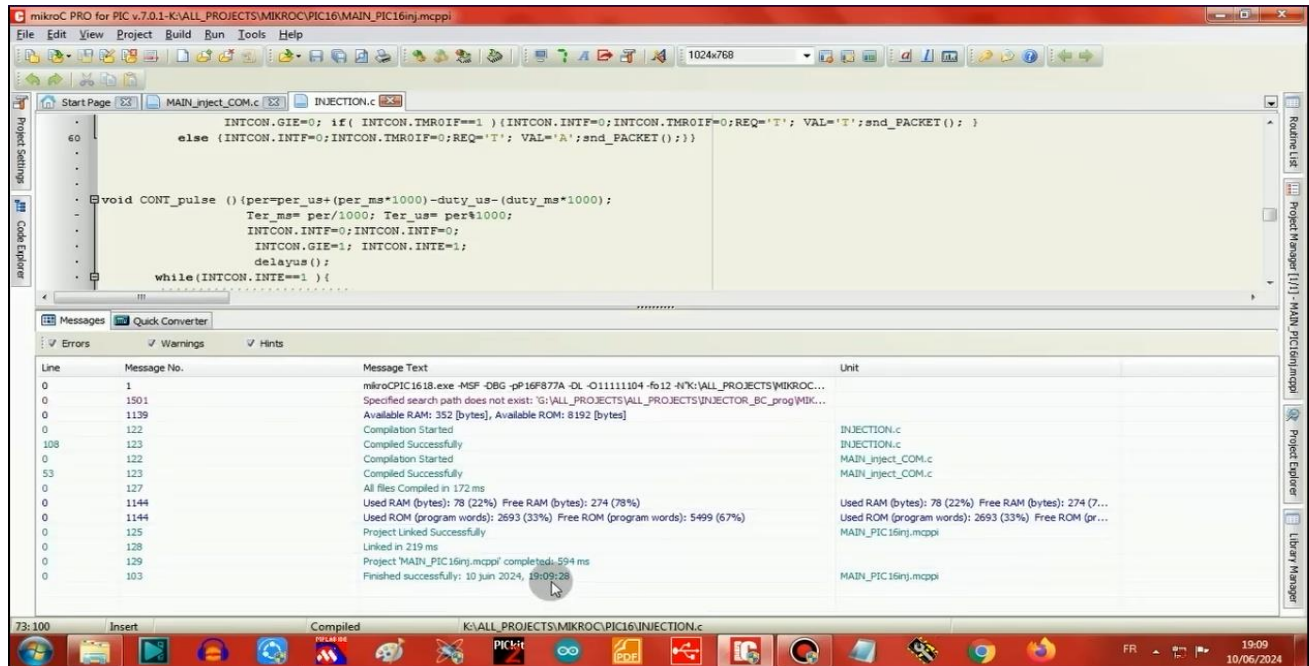 mikroC PRO for PIC v.7.0.1-K:\ALL_PROJECTS\MIKROC\PIC16\MAIN_PIC16inj.mcppi
File Edit View Project Build Run Tools Help
1024x768
Start Page MAIN_inject_COM.c INJECTION.c
INTCON.GIE=0; if( INTCON.TMR0IF==1 ){INTCON.INTF=0;INTCON.TMR0IF=0;REQ='T'; VAL='T';snd_PACKET(); }
60 else {INTCON.INTF=0;INTCON.TMR0IF=0;REQ='T'; VAL='A';snd_PACKET();}}
void CONT_pulse (){per=per_us+(per_ms*1000)-duty_us-(duty_ms*1000);
Ter_ms= per/1000; Ter_us= per%1000;
INTCON.INTF=0;INTCON.INTF=0;
INTCON.GIE=1; INTCON.INTE=1;
delayus();
while(INTCON.INTE==1 ){
Messages Quick Converter
Errors Warnings Hints
Line Message No. Message Text Unit
0 1 mikroCPIC1618.exe -MSF -DBG -pP16F877A -DL -O11111104 -fo12 -N"K:\ALL_PROJECTS\MIKROC...
0 1501 Specified search path does not exist: 'G:\ALL_PROJECTS\ALL_PROJECTS\INJECTOR_BC_prog\MIK...
0 1139 Available RAM: 352 [bytes], Available ROM: 8192 [bytes]
0 122 Compilation Started INJECTION.c
108 123 Compiled Successfully INJECTION.c
0 122 Compilation Started MAIN_inject_COM.c
53 123 Compiled Successfully MAIN_inject_COM.c
0 127 All files Compiled in 172 ms
0 1144 Used RAM (bytes): 78 (22%) Free RAM (bytes): 274 (78%) Used RAM (bytes): 78 (22%) Free RAM (bytes): 274 (7...
0 1144 Used ROM (program words): 2693 (33%) Free ROM (program words): 5499 (67%) Used ROM (program words): 2693 (33%) Free ROM (pr...
0 125 Project Linked Successfully MAIN_PIC16inj.mcppi
0 128 Linked in 219 ms
0 129 Project 'MAIN_PIC16inj.mcppi' completed: 594 ms
0 103 Finished successfully: 10 juin 2024, 19:09:28 MAIN_PIC16inj.mcppi
73:100 Insert Compiled K:\ALL_PROJECTS\MIKROC\PIC16\INJECTION.c
Project Settings
Code Explorer
Routine List
Project Manager [1/1] - MAIN_PIC16inj.mcppi
Project Explorer
Library Manager
MPLAB IDE
PICkit
2
PDF
FR
19:09
10/06/2024